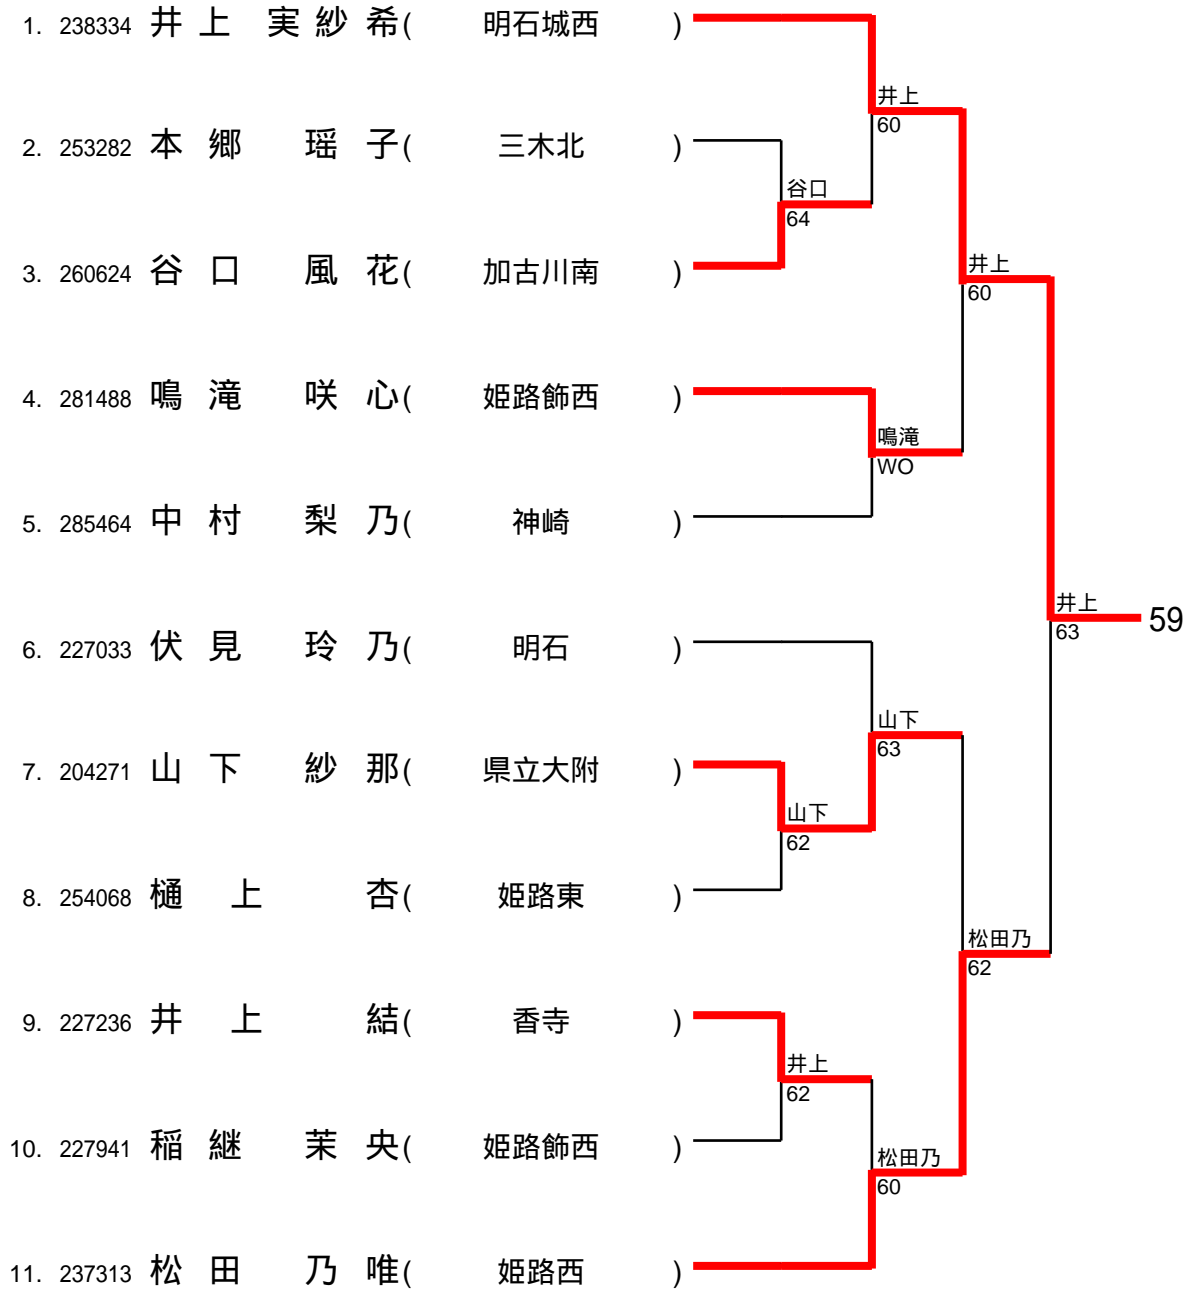 1. 238334 井上 実紗希( 明石城西 )
井上
60
2. 253282 本郷 瑶子( 三木北 )
谷口
64
3. 260624 谷口 風花( 加古川南 )
井上
60
4. 281488 鳴滝 咲心( 姫路飾西 )
鳴滝
WO
5. 285464 中村 梨乃( 神崎 )
井上
63
59
6. 227033 伏見 玲乃( 明石 )
山下
63
7. 204271 山下 紗那( 県立大附 )
山下
62
8. 254068 樋上 杏( 姫路東 )
松田乃
62
9. 227236 井上 結( 香寺 )
井上
62
10. 227941 稲継 茉央( 姫路飾西 )
松田乃
60
11. 237313 松田 乃唯( 姫路西 )